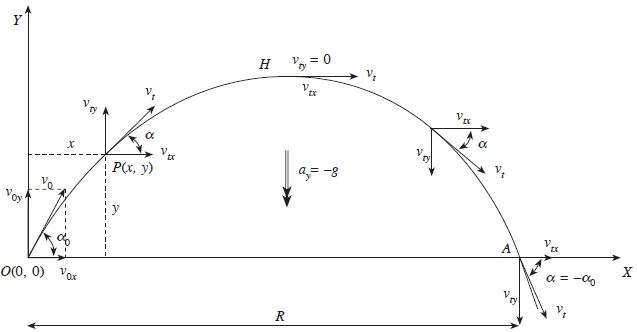 Y
H
v_ty = 0
v_t
v_tx
v_ty
v_t
α
x
v_tx
P(x, y)
v_tx
α
v_ty
v_t
a_y = −g
v_0y
v_0
y
α_0
O(0, 0)
v_0x
A
v_tx
X
α = −α_0
v_ty
v_t
R